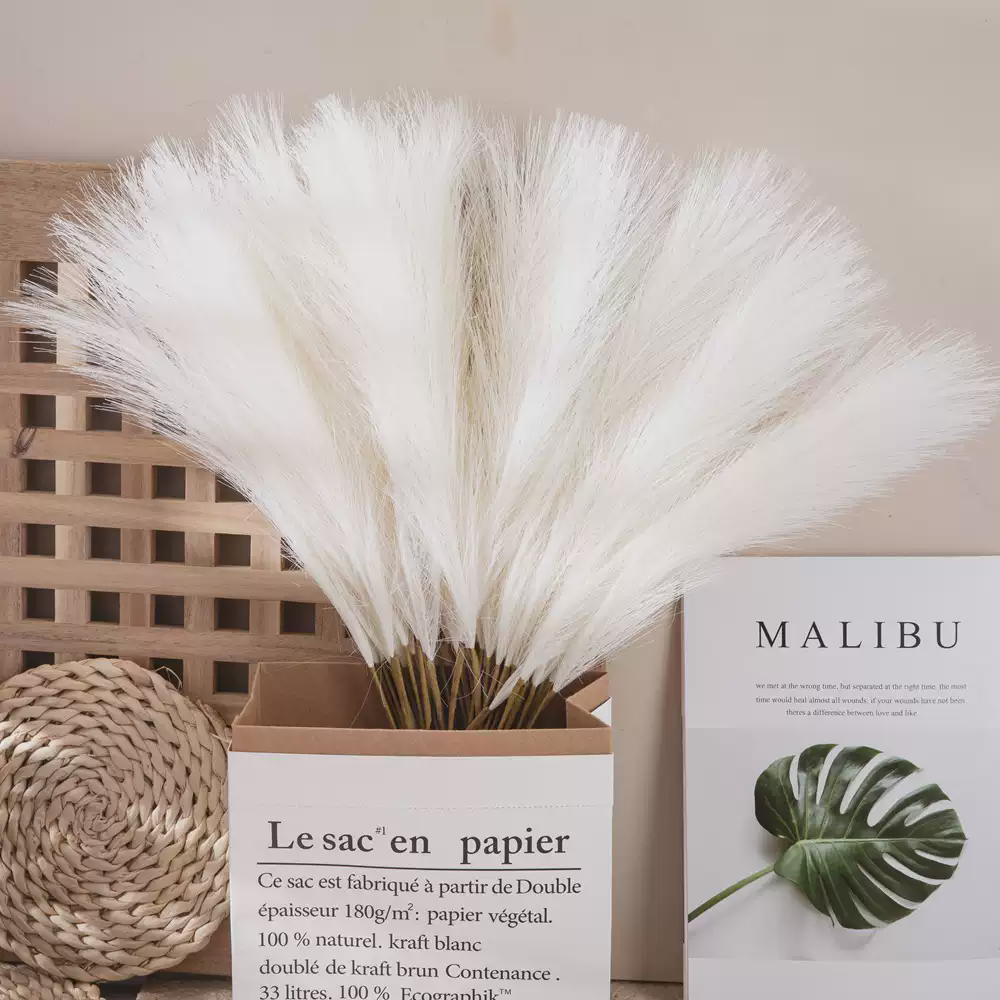 Le sac#1 en papier
Ce sac est fabriqué à partir de Double
épaisseur 180g/m²: papier végétal.
100 % naturel. kraft blanc
doublé de kraft brun Contenance .
33 litres. 100 % Ecographik™
MALIBU
we met at the wrong time, but separated at the right time. the most
time would heal almost all wounds. if your wounds have not been
theres a difference between love and like